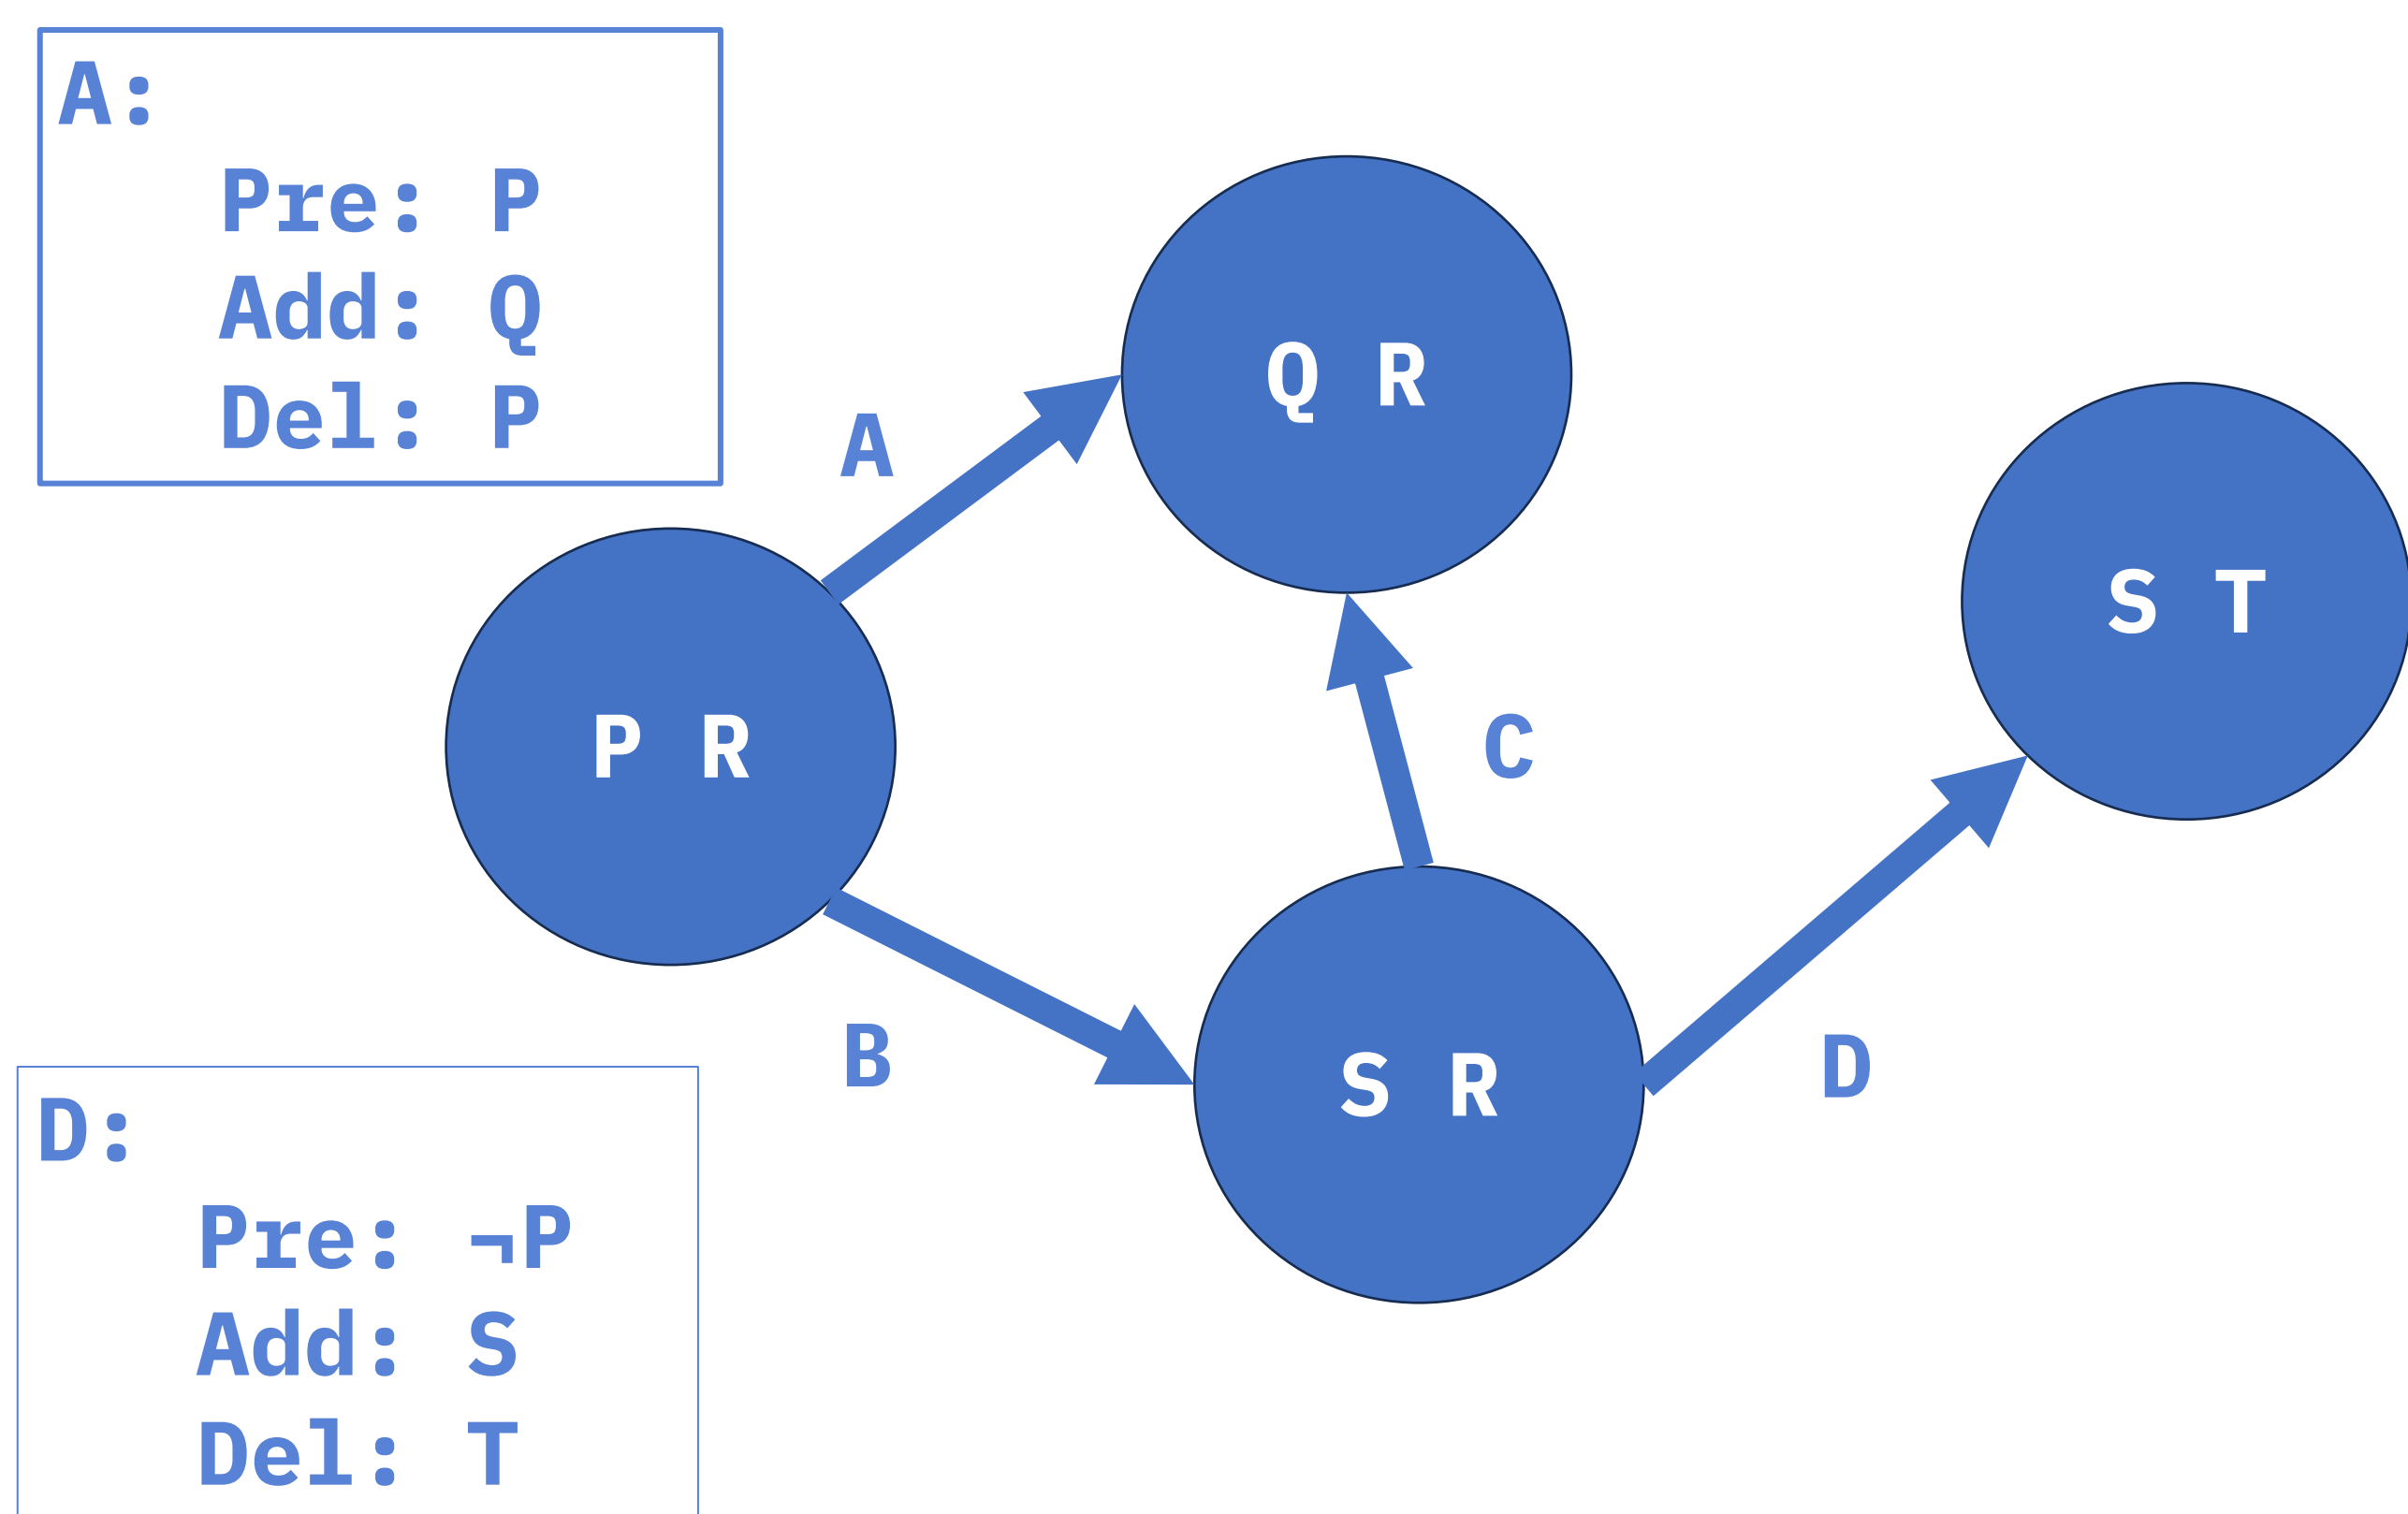 A:
Pre: P
Add: Q
Del: P
A
Q R
S T
P R
C
B
S R
D
D:
Pre: ¬P
Add: S
Del: T